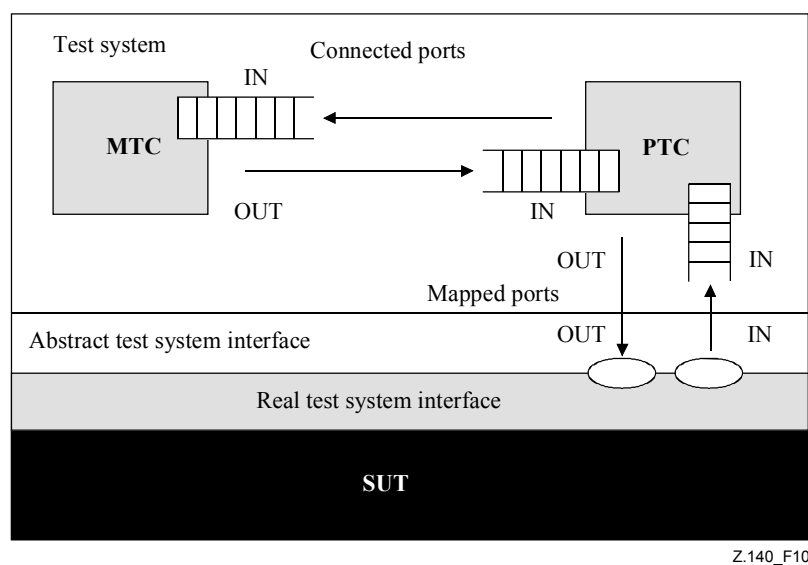 Test system
Connected ports
IN
MTC
PTC
OUT
IN
OUT
IN
Mapped ports
Abstract test system interface
OUT
IN
Real test system interface
SUT
Z.140_F10